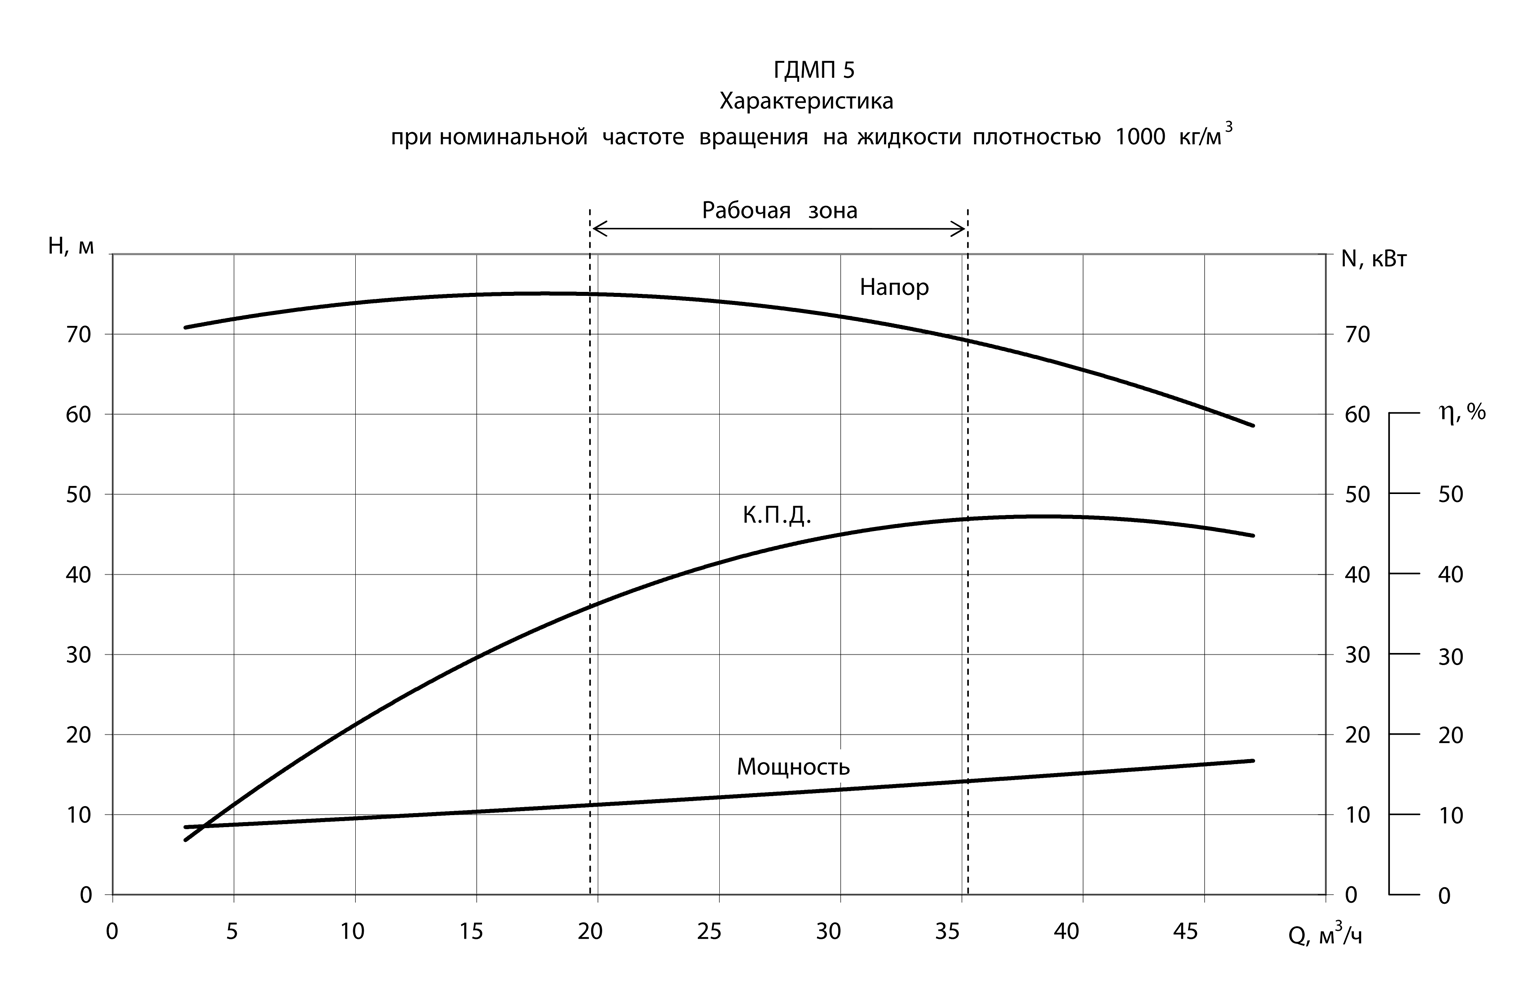 ГДМП 5
Характеристика
при номинальной частоте вращения на жидкости плотностью 1000 кг/м³
Рабочая зона
Н, м
N, кВт
Напор
70 70
60 60 η, %
50 50 50
К.П.Д.
40 40 40
30 30 30
20 20 20
Мощность
10 10 10
0 0 0
0 5 10 15 20 25 30 35 40 45 Q, м³/ч